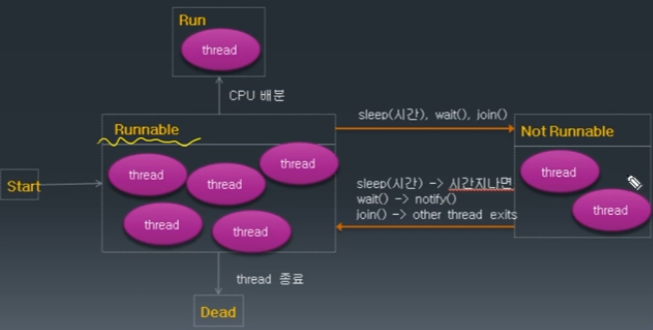 Run
thread
CPU 배분
sleep(시간), wait(), join()
Runnable
Not Runnable
thread
thread
thread
thread
thread
thread
thread
Start
sleep(시간) -> 시간지나면
wait() -> notify()
join() -> other thread exits
thread 종료
Dead